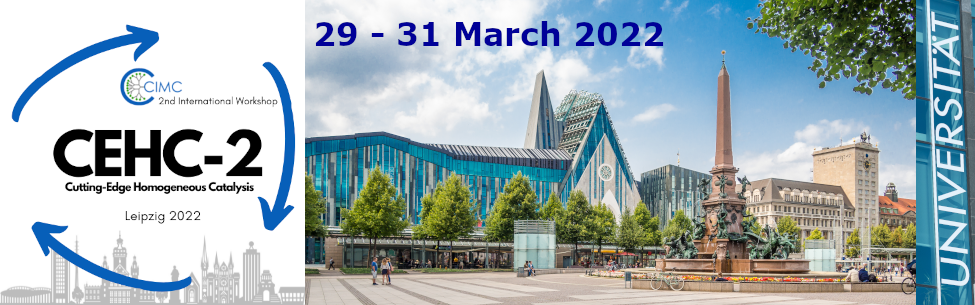 CIMC
2nd International Workshop
CEHC-2
Cutting-Edge Homogeneous Catalysis
Leipzig 2022
29 - 31 March 2022
UNIVERSITÄT